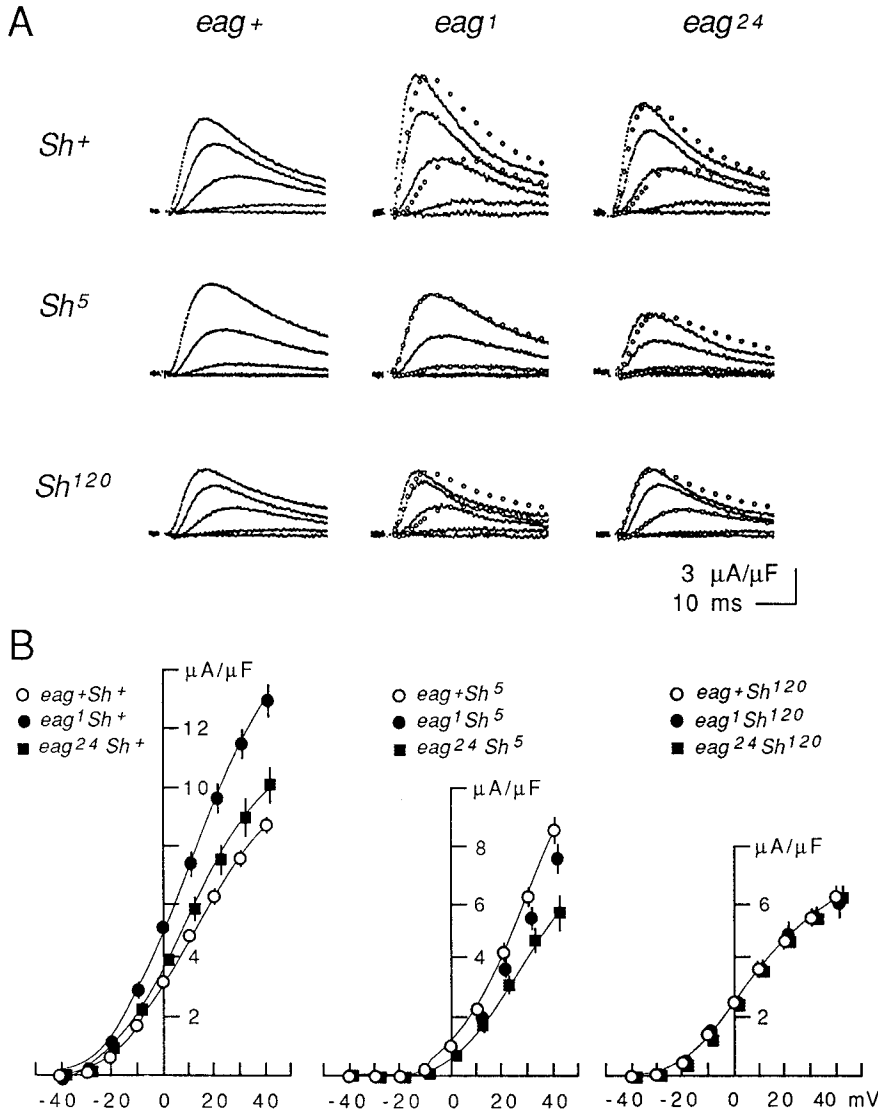 A
eag+ eag1 eag24
Sh+
Sh5
Sh120
3 µA/µF
10 ms
B
µA/µF
eag+Sh+
eag1Sh+
eag24 Sh+
12
10
4
2
-40 -20 0 20 40
eag+Sh5
eag1Sh5
eag24 Sh5
µA/µF
8
6
4
2
-40 -20 0 20 40
eag+Sh120
eag1Sh120
eag24Sh120
µA/µF
6
4
2
-40 -20 0 20 40 mV